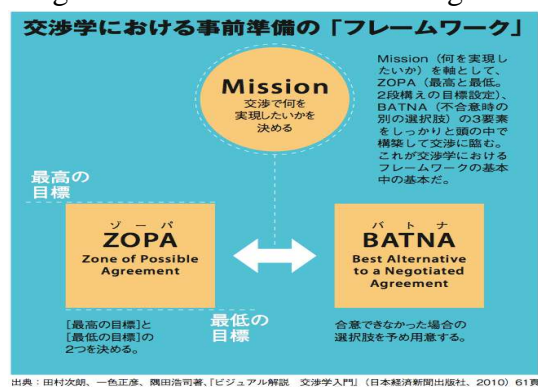 交渉学における事前準備の「フレームワーク」
Mission
交渉で何を
実現したいかを
決める
Mission（何を実現し
たいか）を軸として、
ZOPA（最高と最低。
2段構えの目標設定）、
BATNA（不合意時の
別の選択肢）の3要素
をしっかりと頭の中で
構築して交渉に臨む。
これが交渉学における
フレームワークの基本
中の基本だ。
最高の
目標
ゾーパ
ZOPA
Zone of Possible
Agreement
バトナ
BATNA
Best Alternative
to a Negotiated
Agreement
最低の
目標
［最高の目標］と
［最低の目標］の
2つを決める。
合意できなかった場合の
選択肢を予め用意する。
出典：田村次朗、一色正彦、隅田浩司著、『ビジュアル解説　交渉学入門』（日本経済新聞出版社、2010）61頁